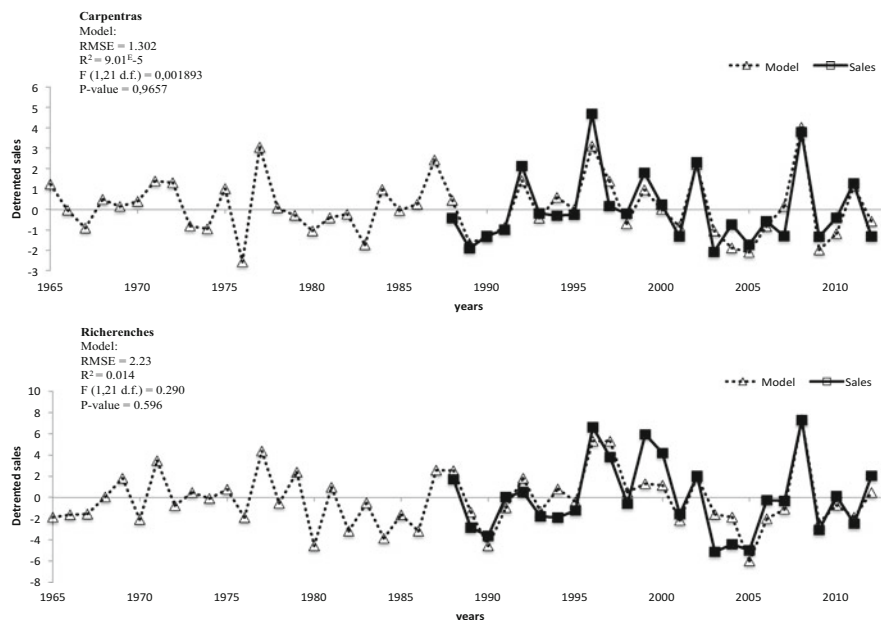 Carpentras
Model:
RMSE = 1.302
R² = 9.01ᴱ-5
F (1,21 d.f.) = 0,001893
P-value = 0,9657
Model Sales
6
5
4
3
2
1
0
-1
-2
-3
Detrented sales
1965 1970 1975 1980 1985 1990 1995 2000 2005 2010
years
Richerenches
Model:
RMSE = 2.23
R² = 0.014
F (1,21 d.f.) = 0.290
P-value = 0.596
Model Sales
10
8
6
4
2
0
-2
-4
-6
-8
Detrented sales
1965 1970 1975 1980 1985 1990 1995 2000 2005 2010
years